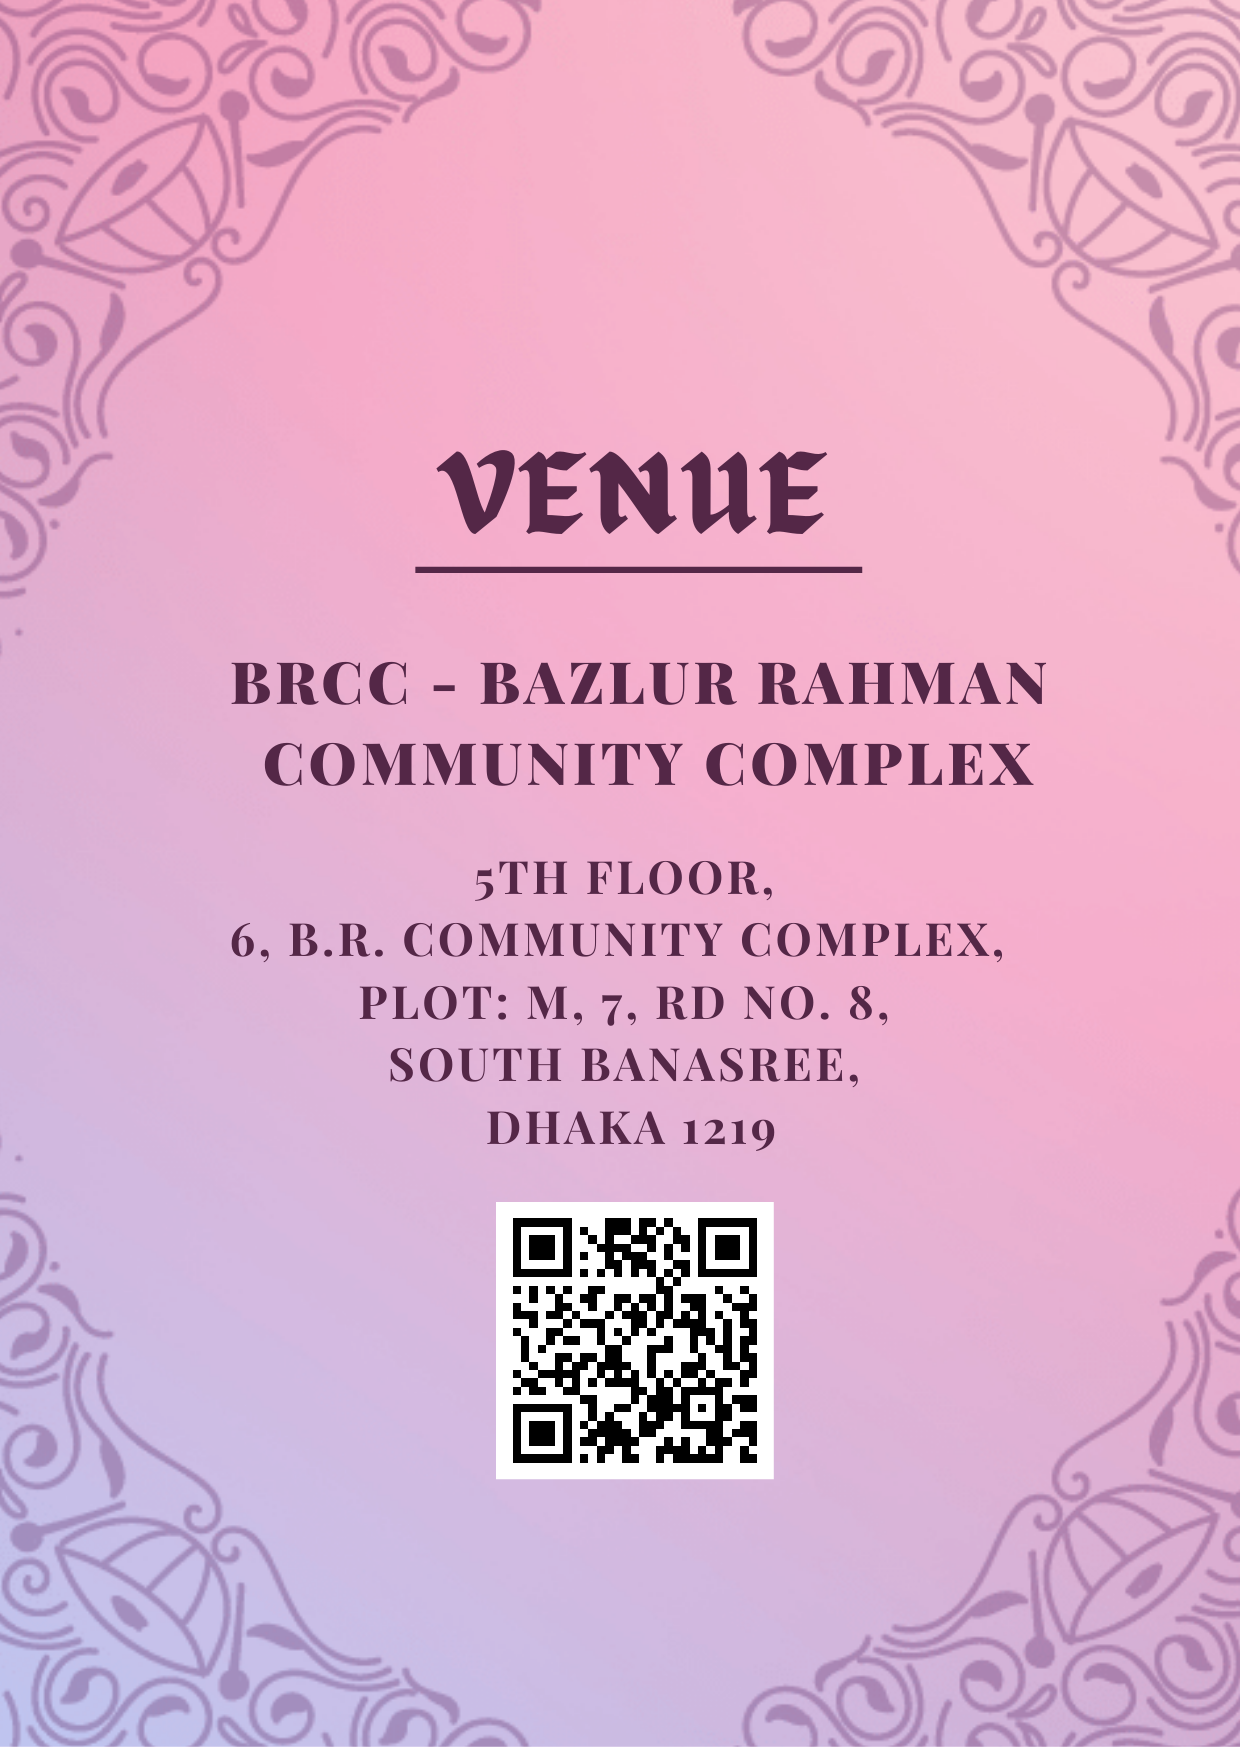 VENUE
BRCC - BAZLUR RAHMAN
COMMUNITY COMPLEX
5TH FLOOR,
6, B.R. COMMUNITY COMPLEX,
PLOT: M, 7, RD NO. 8,
SOUTH BANASREE,
DHAKA 1219